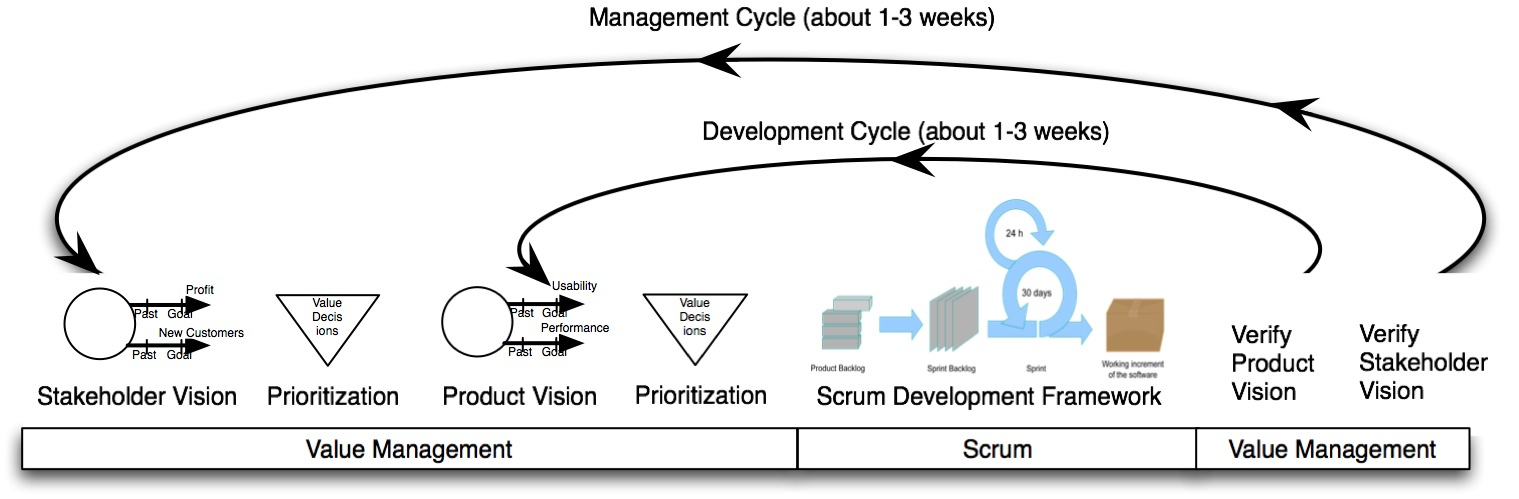 Management Cycle (about 1-3 weeks)
Development Cycle (about 1-3 weeks)
Profit
Past Goal
New Customers
Past Goal
Stakeholder Vision
Value
Decis
ions
Prioritization
Usability
Past Goal
Performance
Past Goal
Product Vision
Value
Decis
ions
Prioritization
24 h
30 days
Product Backlog
Sprint Backlog
Sprint
Working increment
of the software
Scrum Development Framework
Verify
Product
Vision
Verify
Stakeholder
Vision
Value Management
Scrum
Value Management